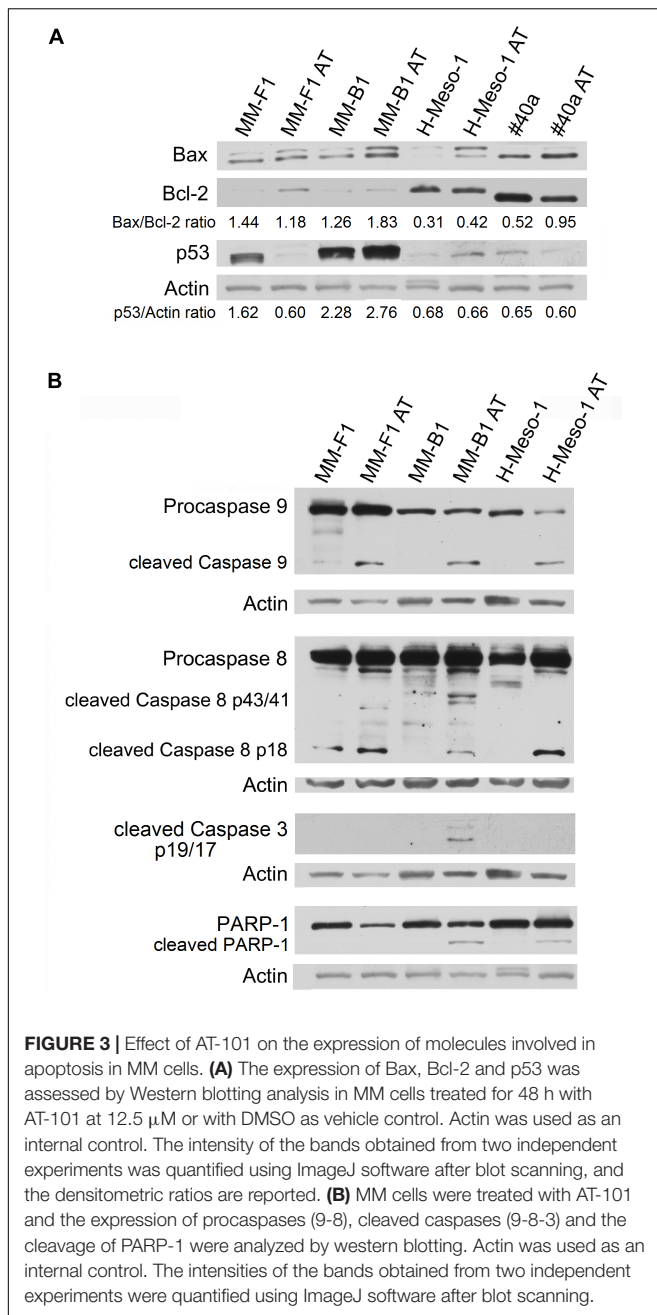 A
MM-F1 MM-F1 AT MM-B1 MM-B1 AT H-Meso-1 H-Meso-1 AT #40a #40a AT
Bax
Bcl-2
Bax/Bcl-2 ratio 1.44 1.18 1.26 1.83 0.31 0.42 0.52 0.95
p53
Actin
p53/Actin ratio 1.62 0.60 2.28 2.76 0.68 0.66 0.65 0.60
B
MM-F1 MM-F1 AT MM-B1 MM-B1 AT H-Meso-1 H-Meso-1 AT
Procaspase 9
cleaved Caspase 9
Actin
Procaspase 8
cleaved Caspase 8 p43/41
cleaved Caspase 8 p18
Actin
cleaved Caspase 3
p19/17
Actin
PARP-1
cleaved PARP-1
Actin
FIGURE 3 | Effect of AT-101 on the expression of molecules involved in
apoptosis in MM cells. (A) The expression of Bax, Bcl-2 and p53 was
assessed by Western blotting analysis in MM cells treated for 48 h with
AT-101 at 12.5 μM or with DMSO as vehicle control. Actin was used as an
internal control. The intensity of the bands obtained from two independent
experiments was quantified using ImageJ software after blot scanning, and
the densitometric ratios are reported. (B) MM cells were treated with AT-101
and the expression of procaspases (9-8), cleaved caspases (9-8-3) and the
cleavage of PARP-1 were analyzed by western blotting. Actin was used as an
internal control. The intensities of the bands obtained from two independent
experiments were quantified using ImageJ software after blot scanning.